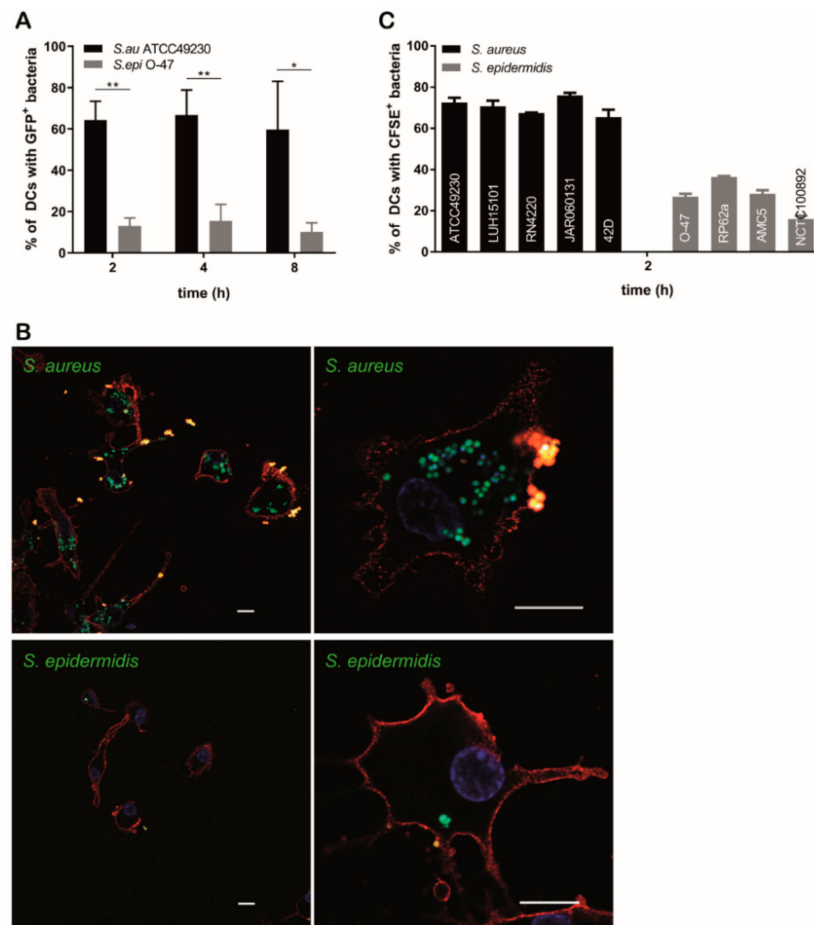 A
S.au ATCC49230
S.epi O-47
% of DCs with GFP+ bacteria
100
80
60
40
20
0
**
**
*
2 4 8
time (h)
C
S. aureus
S. epidermidis
% of DCs with CFSE+ bacteria
100
80
60
40
20
0
ATCC49230
LUH15101
RN4220
JAR060131
42D
O-47
RP62a
AMC5
NCTC100892
2
time (h)
B
S. aureus
S. aureus
S. epidermidis
S. epidermidis